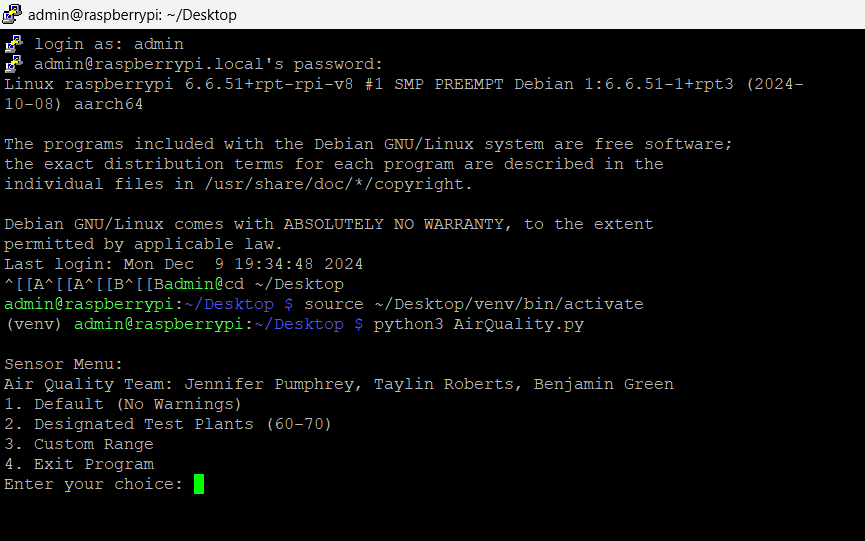 admin@raspberrypi: ~/Desktop
login as: admin
admin@raspberrypi.local's password:
Linux raspberrypi 6.6.51+rpt-rpi-v8 #1 SMP PREEMPT Debian 1:6.6.51-1+rpt3 (2024-
10-08) aarch64
The programs included with the Debian GNU/Linux system are free software;
the exact distribution terms for each program are described in the
individual files in /usr/share/doc/*/copyright.
Debian GNU/Linux comes with ABSOLUTELY NO WARRANTY, to the extent
permitted by applicable law.
Last login: Mon Dec  9 19:34:48 2024
^[[A^[[A^[[B^[[Badmin@cd ~/Desktop
admin@raspberrypi:~/Desktop $ source ~/Desktop/venv/bin/activate
(venv) admin@raspberrypi:~/Desktop $ python3 AirQuality.py
Sensor Menu:
Air Quality Team: Jennifer Pumphrey, Taylin Roberts, Benjamin Green
1. Default (No Warnings)
2. Designated Test Plants (60-70)
3. Custom Range
4. Exit Program
Enter your choice: